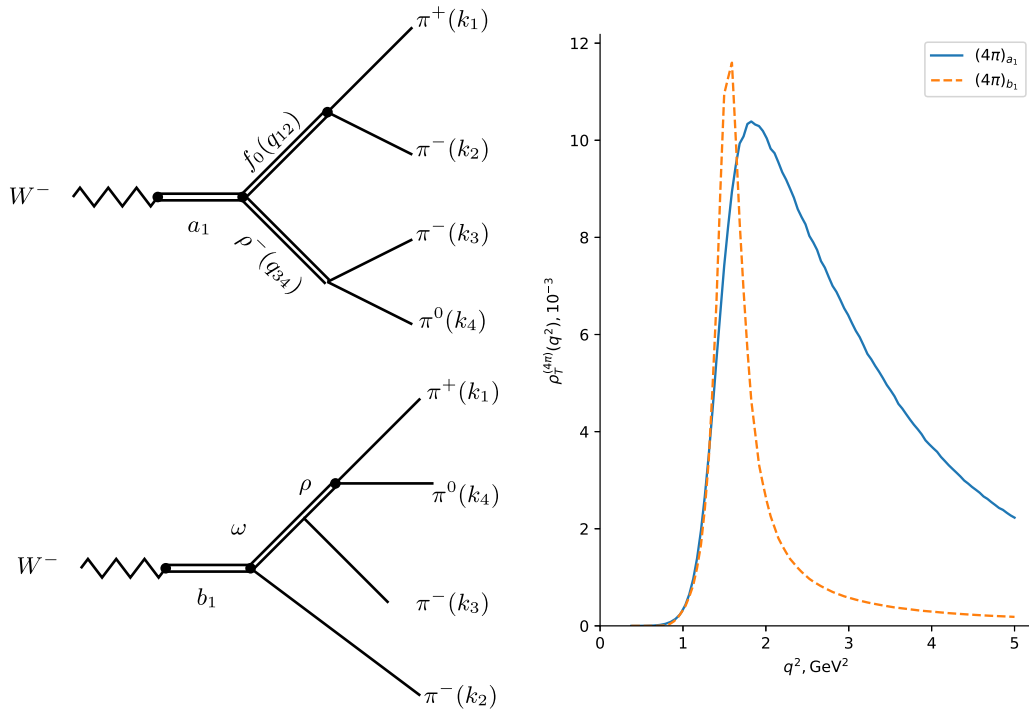 π⁺(k₁)
f₀(q₁₂)
π⁻(k₂)
W⁻
a₁
ρ⁻(q₃₄)
π⁻(k₃)
π⁰(k₄)
π⁺(k₁)
ρ
π⁰(k₄)
ω
W⁻
b₁
π⁻(k₃)
π⁻(k₂)
(4π)ₐ₁
(4π)b₁
12
10
8
6
4
2
0
ρ_T^(4π)(q²), 10⁻³
0 1 2 3 4 5
q², GeV²